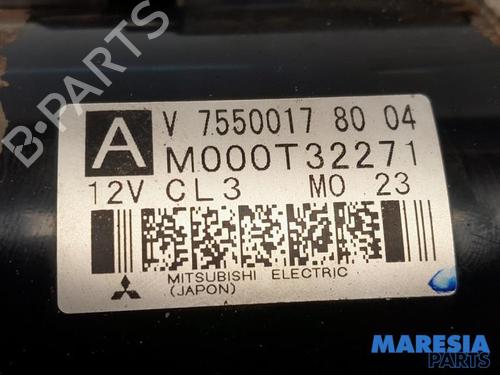 A
V 7550017 80 04
M000T32271
12V CL3 MO 23
MITSUBISHI ELECTRIC
(JAPON)
B-PARTS
MARESIA
PARTS